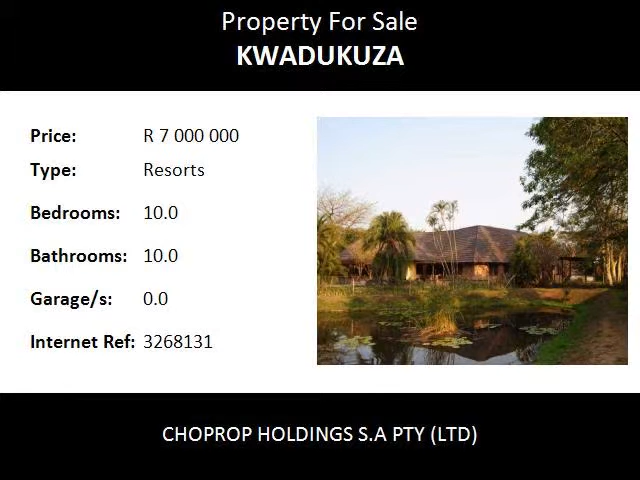 Property For Sale
KWADUKUZA
Price: R 7 000 000
Type: Resorts
Bedrooms: 10.0
Bathrooms: 10.0
Garage/s: 0.0
Internet Ref: 3268131
CHOPROP HOLDINGS S.A PTY (LTD)